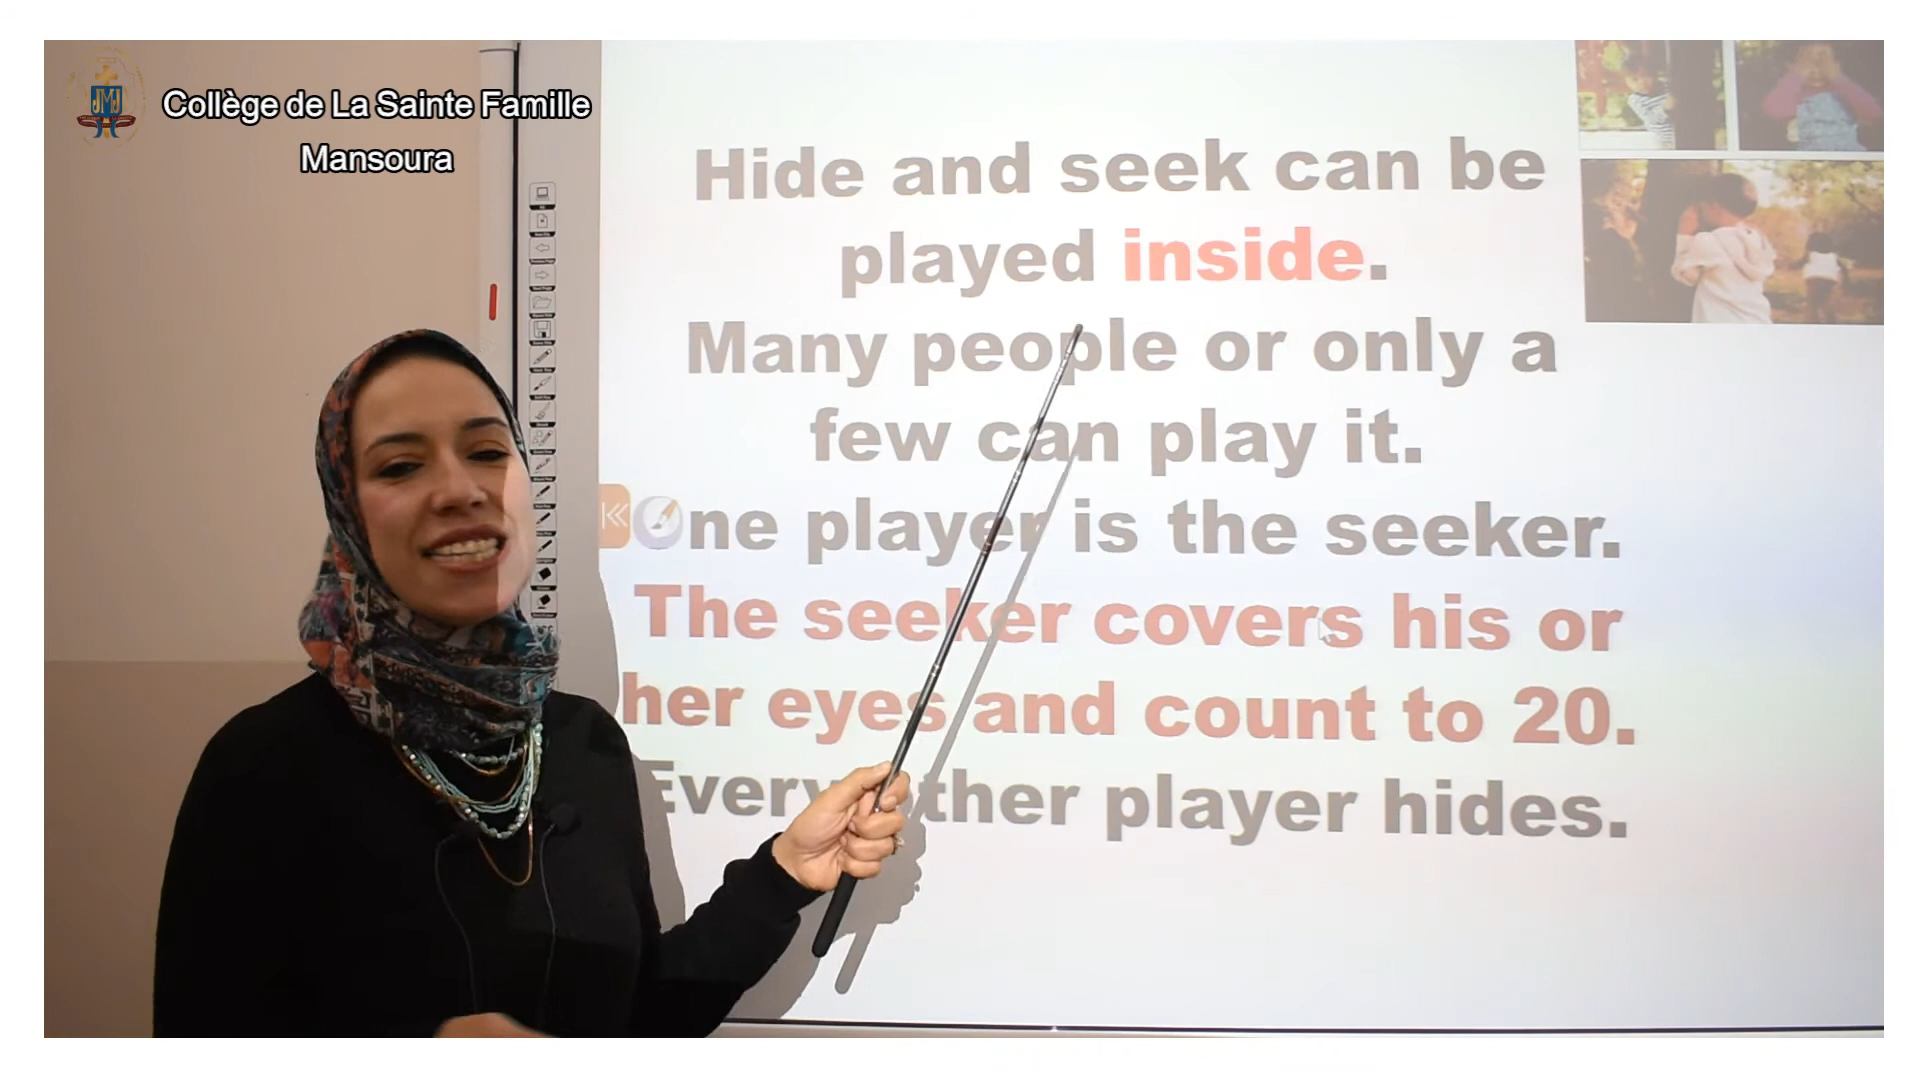 Collège de La Sainte Famille
Mansoura
JMJ
Hide and seek can be
played inside.
Many people or only a
few can play it.
One player is the seeker.
The seeker covers his or
her eyes and count to 20.
Every other player hides.